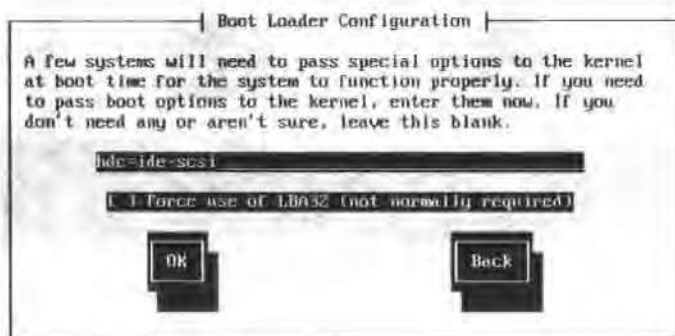 Boot Loader Configuration
A few systems will need to pass special options to the kernel
at boot time for the system to function properly. If you need
to pass boot options to the kernel, enter them now. If you
don't need any or aren't sure, leave this blank.
hdc=ide-scsi
[ ] Force use of LBA32 (not normally required)
OK Back